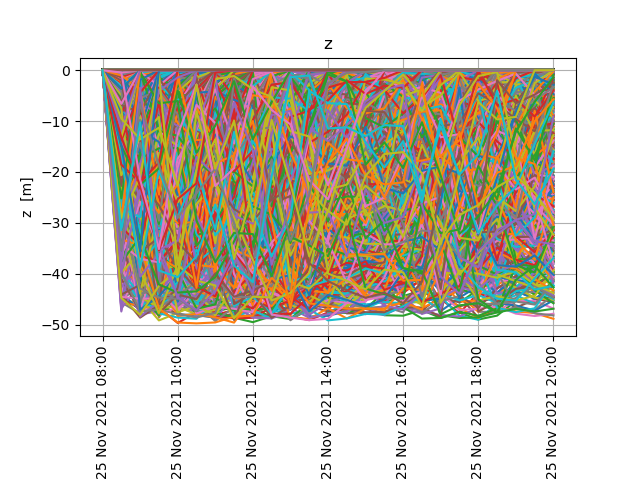 z
z [m]
0
−10
−20
−30
−40
−50
25 Nov 2021 08:00
25 Nov 2021 10:00
25 Nov 2021 12:00
25 Nov 2021 14:00
25 Nov 2021 16:00
25 Nov 2021 18:00
25 Nov 2021 20:00